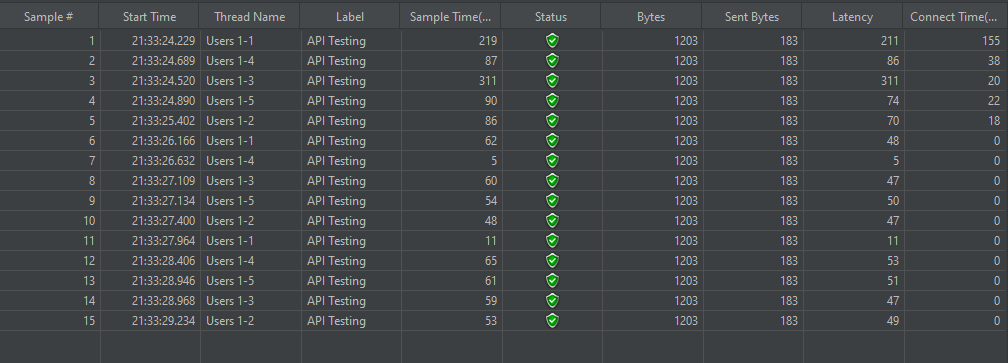 Sample # Start Time Thread Name Label Sample Time(... Status Bytes Sent Bytes Latency Connect Time(...
1 21:33:24.229 Users 1-1 API Testing 219 1203 183 211 155
2 21:33:24.689 Users 1-4 API Testing 87 1203 183 86 38
3 21:33:24.520 Users 1-3 API Testing 311 1203 183 311 20
4 21:33:24.890 Users 1-5 API Testing 90 1203 183 74 22
5 21:33:25.402 Users 1-2 API Testing 86 1203 183 70 18
6 21:33:26.166 Users 1-1 API Testing 62 1203 183 48 0
7 21:33:26.632 Users 1-4 API Testing 5 1203 183 5 0
8 21:33:27.109 Users 1-3 API Testing 60 1203 183 47 0
9 21:33:27.134 Users 1-5 API Testing 54 1203 183 50 0
10 21:33:27.400 Users 1-2 API Testing 48 1203 183 47 0
11 21:33:27.964 Users 1-1 API Testing 11 1203 183 11 0
12 21:33:28.406 Users 1-4 API Testing 65 1203 183 53 0
13 21:33:28.946 Users 1-5 API Testing 61 1203 183 51 0
14 21:33:28.968 Users 1-3 API Testing 59 1203 183 47 0
15 21:33:29.234 Users 1-2 API Testing 53 1203 183 49 0